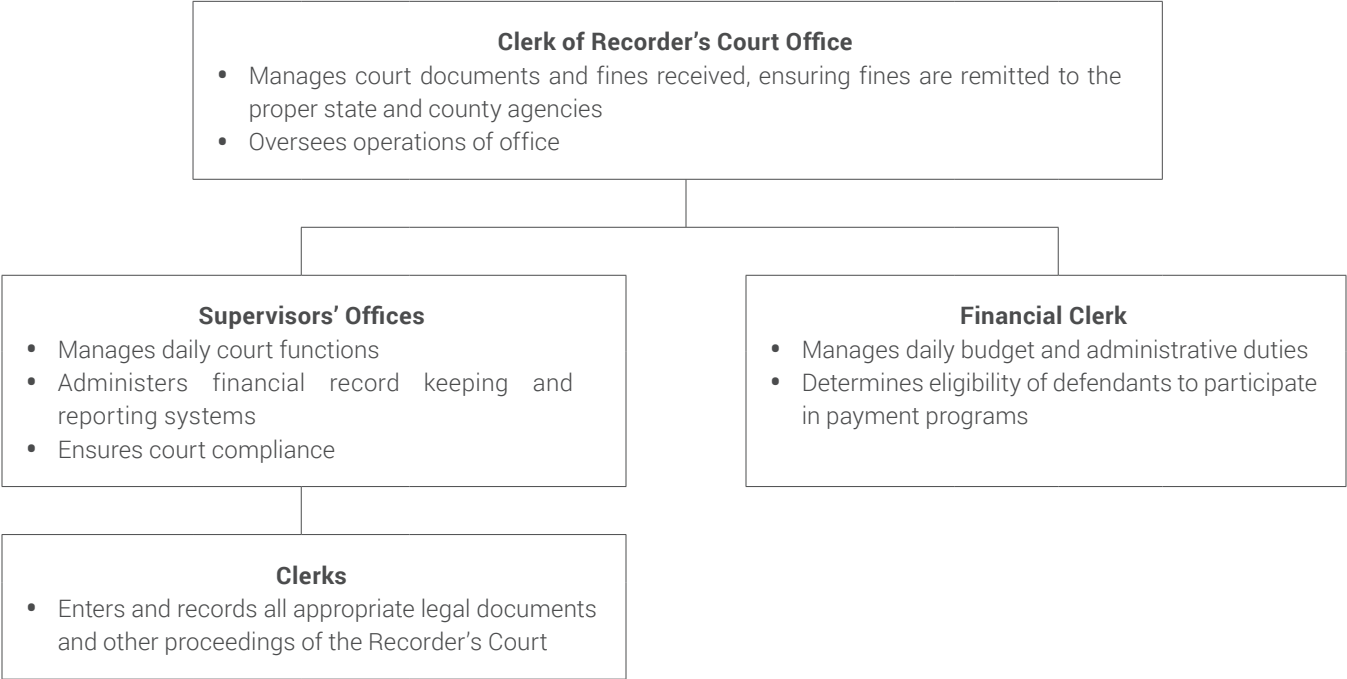 Clerk of Recorder’s Court Office
• Manages court documents and fines received, ensuring fines are remitted to the
proper state and county agencies
• Oversees operations of office
Supervisors’ Offices
• Manages daily court functions
• Administers financial record keeping and
reporting systems
• Ensures court compliance
Financial Clerk
• Manages daily budget and administrative duties
• Determines eligibility of defendants to participate
in payment programs
Clerks
• Enters and records all appropriate legal documents
and other proceedings of the Recorder’s Court